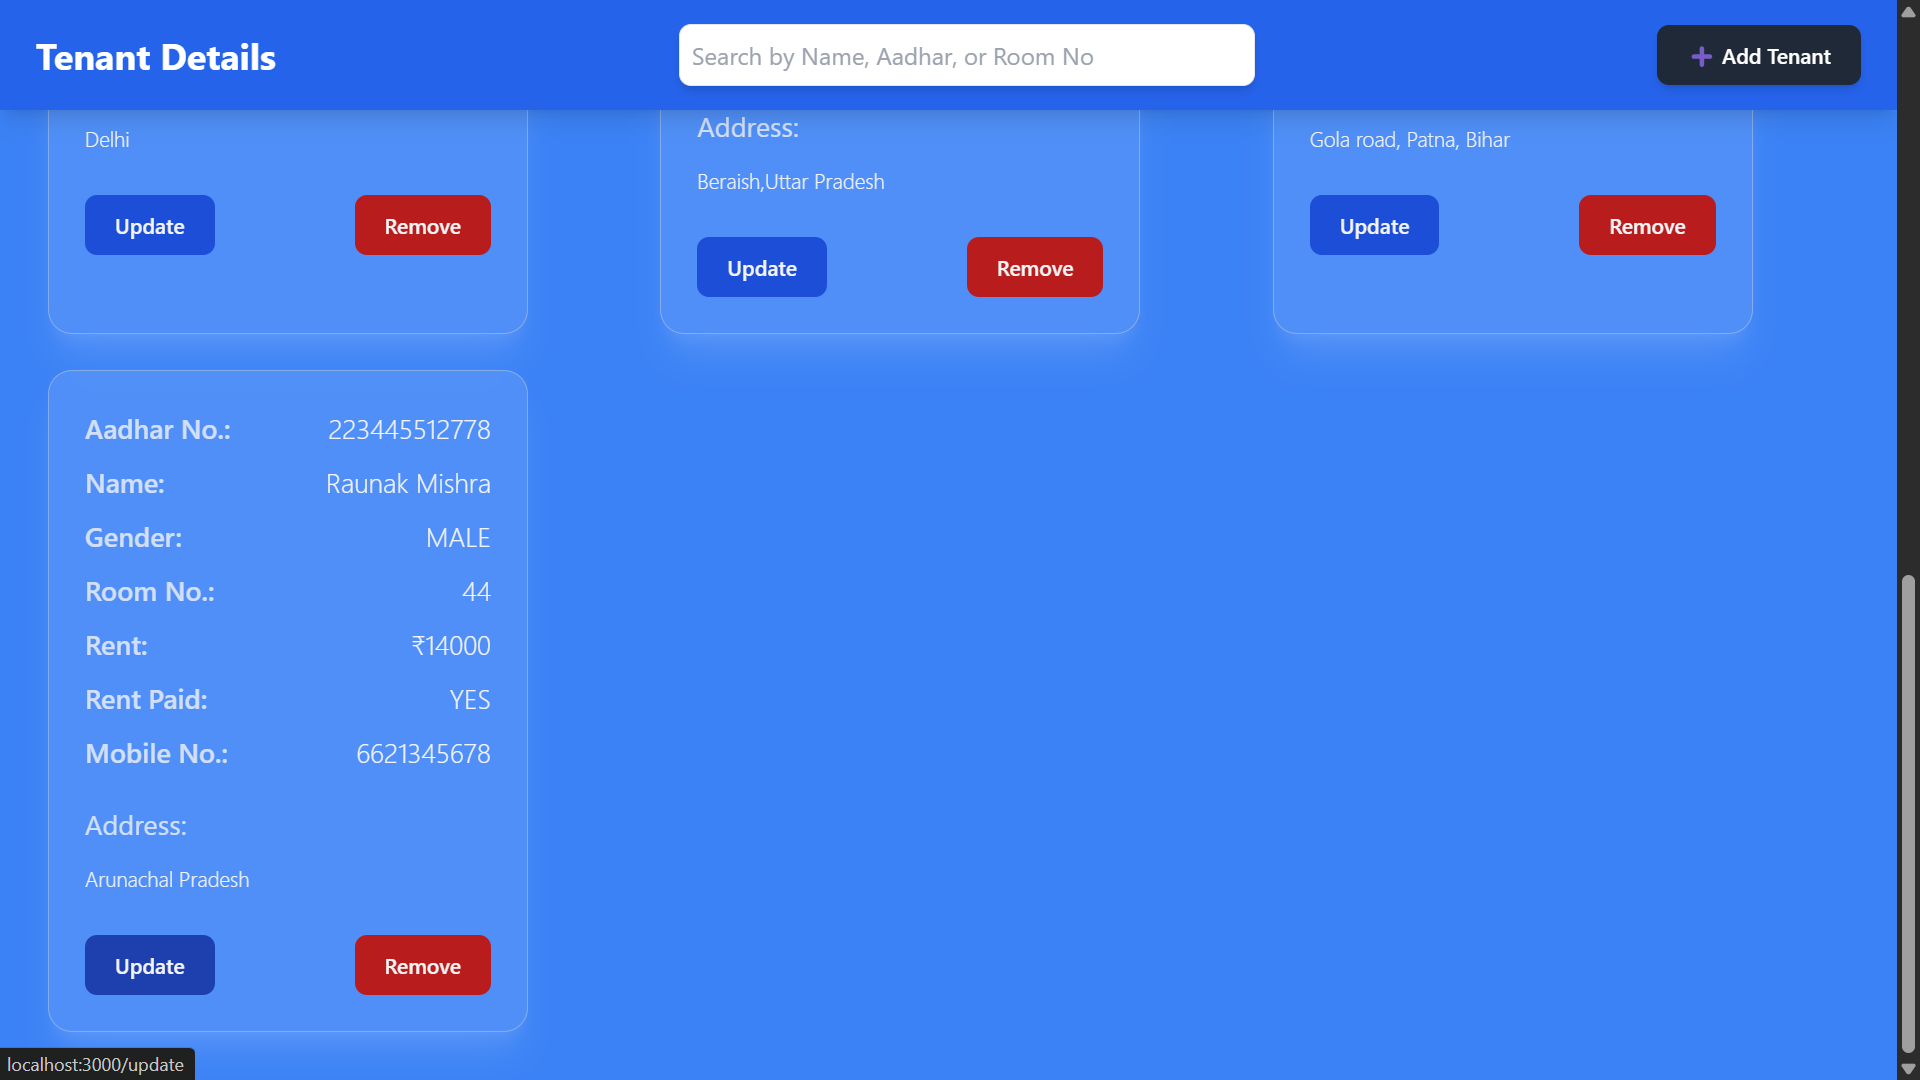 Tenant Details
Search by Name, Aadhar, or Room No
Add Tenant
Delhi
Update Remove
Address:
Beraish,Uttar Pradesh
Update Remove
Gola road, Patna, Bihar
Update Remove
Aadhar No.: 223445512778
Name: Raunak Mishra
Gender: MALE
Room No.: 44
Rent: ₹14000
Rent Paid: YES
Mobile No.: 6621345678
Address:
Arunachal Pradesh
Update Remove
localhost:3000/update